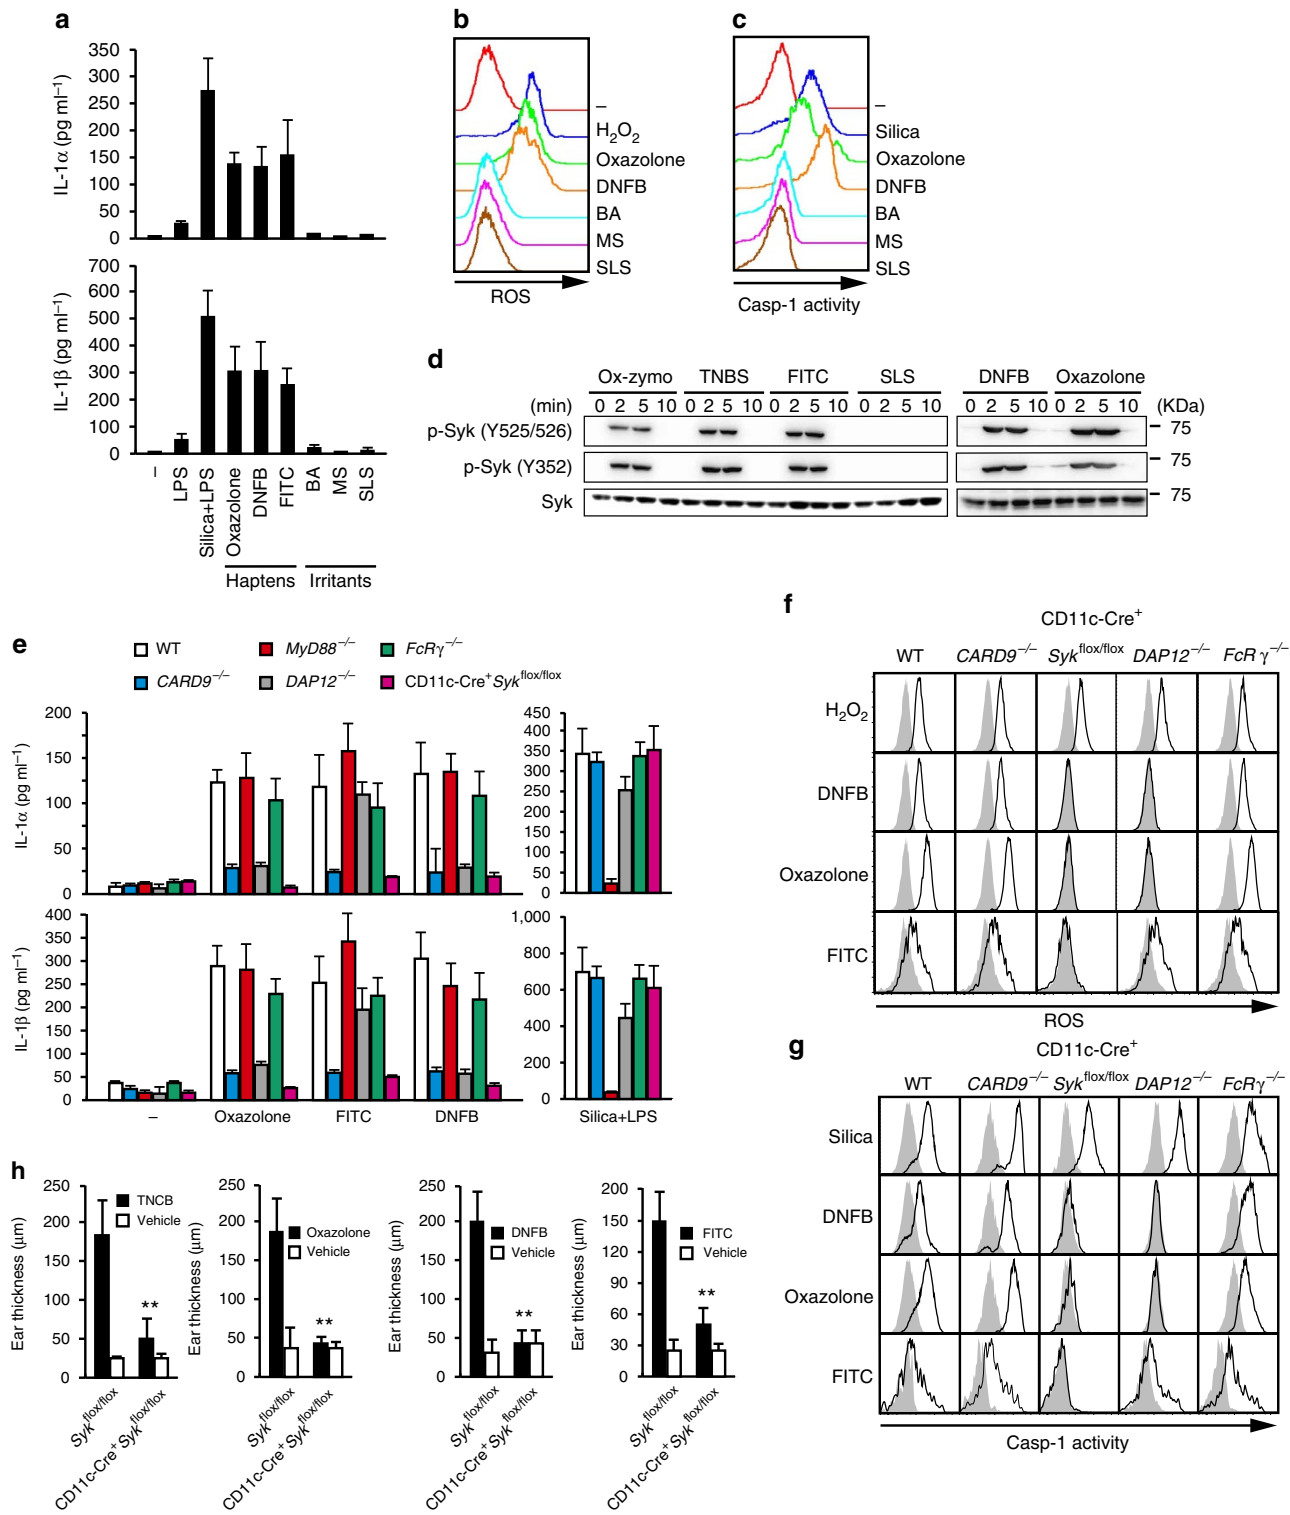 a
IL-1α (pg ml⁻¹)
350
300
250
200
150
100
50
0
IL-1β (pg ml⁻¹)
700
600
500
400
300
200
100
0
– LPS Silica+LPS Oxazolone DNFB FITC BA MS SLS
Haptens Irritants
b
–
H₂O₂
Oxazolone
DNFB
BA
MS
SLS
ROS
c
–
Silica
Oxazolone
DNFB
BA
MS
SLS
Casp-1 activity
d
Ox-zymo TNBS FITC SLS DNFB Oxazolone
(min) 0 2 5 10 0 2 5 10 0 2 5 10 0 2 5 10 0 2 5 10 0 2 5 10 (KDa)
p-Syk (Y525/526) 75
p-Syk (Y352) 75
Syk 75
e
WT MyD88⁻/⁻ FcRγ⁻/⁻
CARD9⁻/⁻ DAP12⁻/⁻ CD11c-Cre⁺Syk^flox/flox
IL-1α (pg ml⁻¹)
200
150
100
50
0
450
400
350
300
250
200
150
100
50
0
IL-1β (pg ml⁻¹)
400
350
300
250
200
150
100
50
0
1,000
800
600
400
200
0
– Oxazolone FITC DNFB Silica+LPS
f
CD11c-Cre⁺
WT CARD9⁻/⁻ Syk^flox/flox DAP12⁻/⁻ FcRγ⁻/⁻
H₂O₂
DNFB
Oxazolone
FITC
ROS
g
CD11c-Cre⁺
WT CARD9⁻/⁻ Syk^flox/flox DAP12⁻/⁻ FcRγ⁻/⁻
Silica
DNFB
Oxazolone
FITC
Casp-1 activity
h
Ear thickness (µm)
250
200
150
100
50
0
TNCB
Vehicle
**
Syk^flox/flox
CD11c-Cre⁺Syk^flox/flox
Ear thickness (µm)
250
200
150
100
50
0
Oxazolone
Vehicle
**
Syk^flox/flox
CD11c-Cre⁺Syk^flox/flox
Ear thickness (µm)
250
200
150
100
50
0
DNFB
Vehicle
**
Syk^flox/flox
CD11c-Cre⁺Syk^flox/flox
Ear thickness (µm)
200
150
120
90
60
30
0
FITC
Vehicle
**
Syk^flox/flox
CD11c-Cre⁺Syk^flox/flox